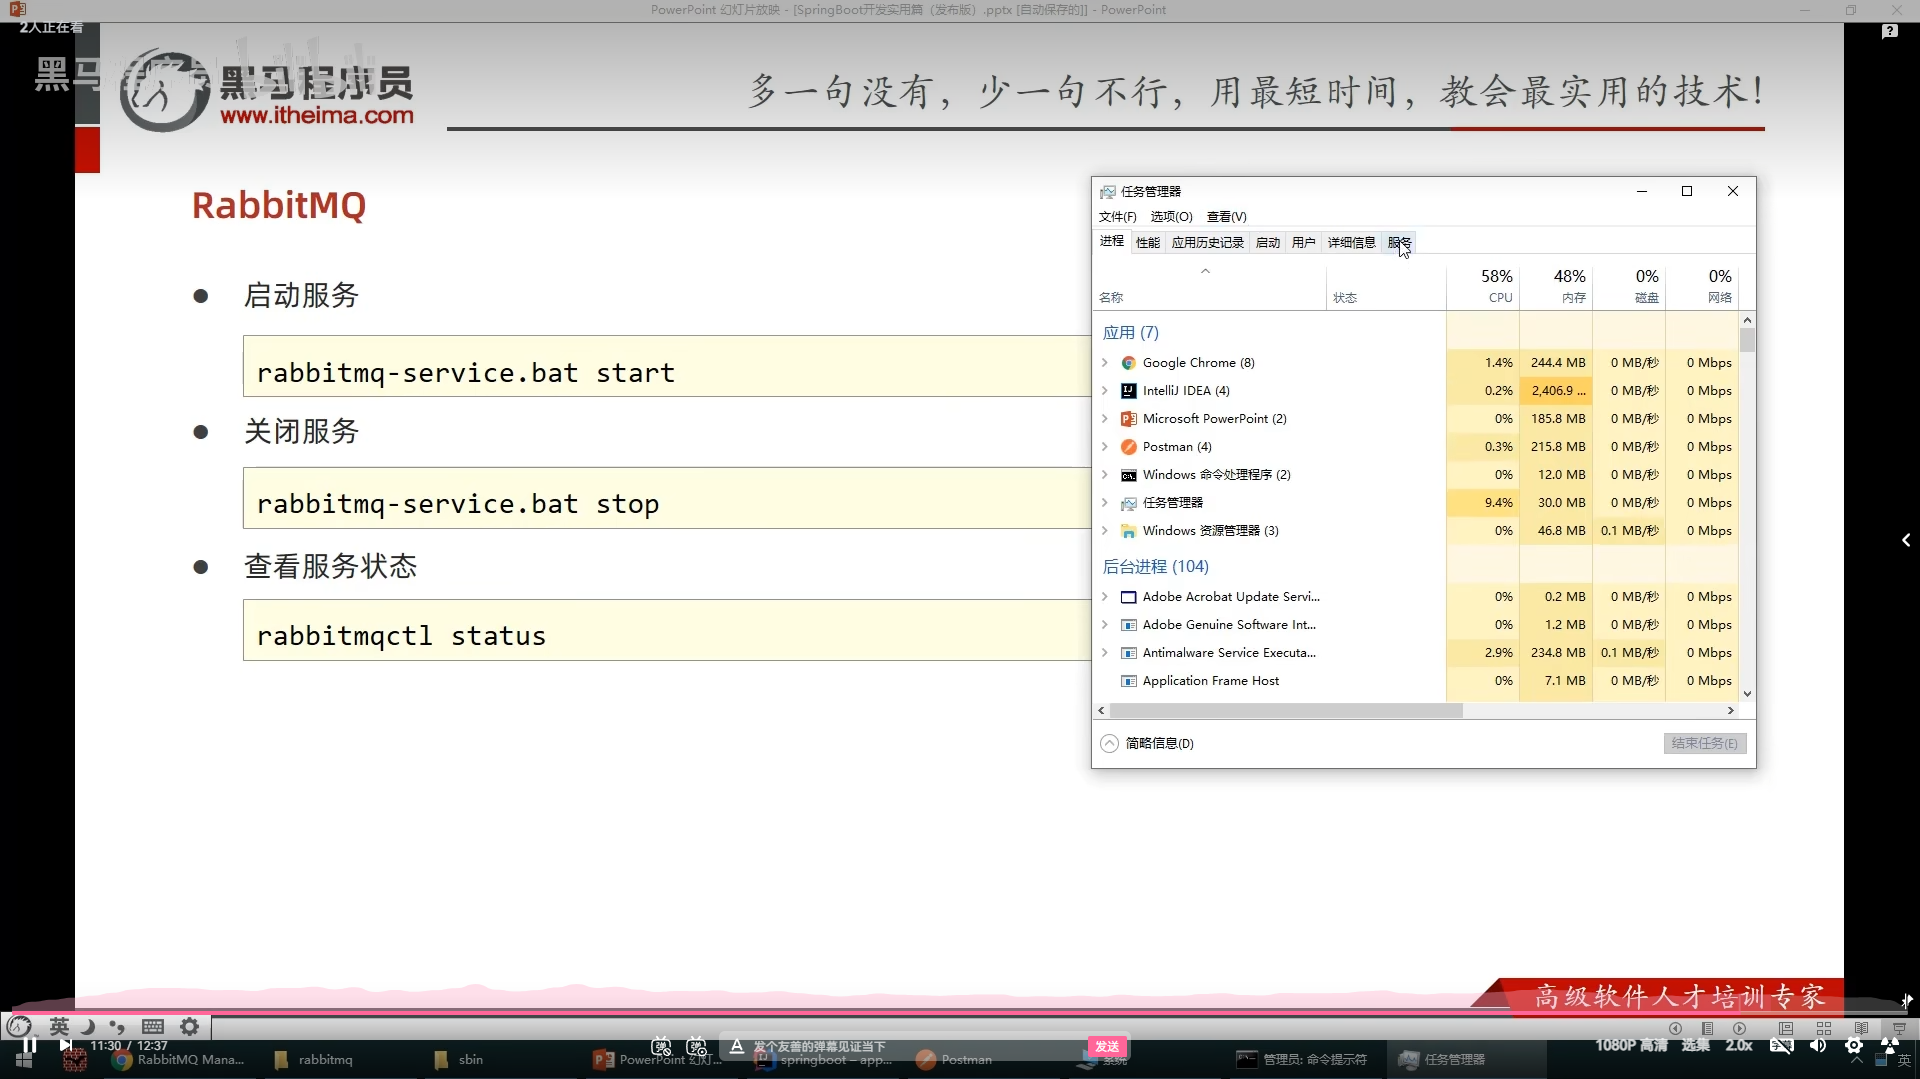 PowerPoint 幻灯片放映 - [SpringBoot开发实用篇（发布版）.pptx [自动保存的]] - PowerPoint
2人正在看
黑马程序员
www.itheima.com
多一句没有，少一句不行，用最短时间，教会最实用的技术！
RabbitMQ
● 启动服务
rabbitmq-service.bat start
● 关闭服务
rabbitmq-service.bat stop
● 查看服务状态
rabbitmqctl status
任务管理器
文件(F) 选项(O) 查看(V)
进程 性能 应用历史记录 启动 用户 详细信息 服务
58% 48% 0% 0%
名称 状态 CPU 内存 磁盘 网络
应用 (7)
Google Chrome (8) 1.4% 244.4 MB 0 MB/秒 0 Mbps
IntelliJ IDEA (4) 0.2% 2,406.9 ... 0 MB/秒 0 Mbps
Microsoft PowerPoint (2) 0% 185.8 MB 0 MB/秒 0 Mbps
Postman (4) 0.3% 215.8 MB 0 MB/秒 0 Mbps
Windows 命令处理程序 (2) 0% 12.0 MB 0 MB/秒 0 Mbps
任务管理器 9.4% 30.0 MB 0 MB/秒 0 Mbps
Windows 资源管理器 (3) 0% 46.8 MB 0.1 MB/秒 0 Mbps
后台进程 (104)
Adobe Acrobat Update Servi... 0% 0.2 MB 0 MB/秒 0 Mbps
Adobe Genuine Software Int... 0% 1.2 MB 0 MB/秒 0 Mbps
Antimalware Service Executa... 2.9% 234.8 MB 0.1 MB/秒 0 Mbps
Application Frame Host 0% 7.1 MB 0 MB/秒 0 Mbps
简略信息(D) 结束任务(E)
高级软件人才培训专家
英
11:30 / 12:37 发个友善的弹幕见证当下 发送 1080P 高清 选集 2.0x
RabbitMQ Mana... rabbitmq sbin PowerPoint 幻灯... springboot – app... Postman 系统 管理员: 命令提示符 任务管理器 英